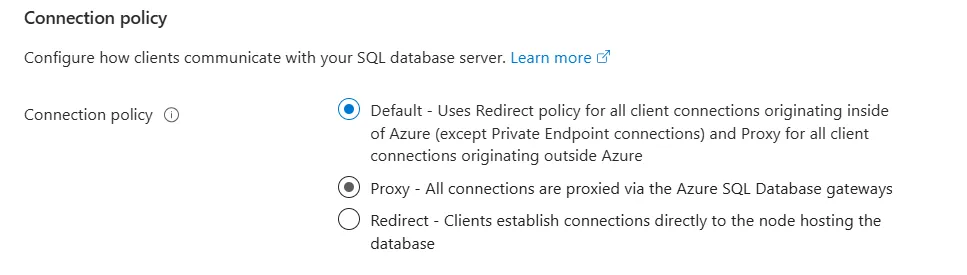 Connection policy
Configure how clients communicate with your SQL database server. Learn more
Connection policy
Default - Uses Redirect policy for all client connections originating inside
of Azure (except Private Endpoint connections) and Proxy for all client
connections originating outside Azure
Proxy - All connections are proxied via the Azure SQL Database gateways
Redirect - Clients establish connections directly to the node hosting the
database